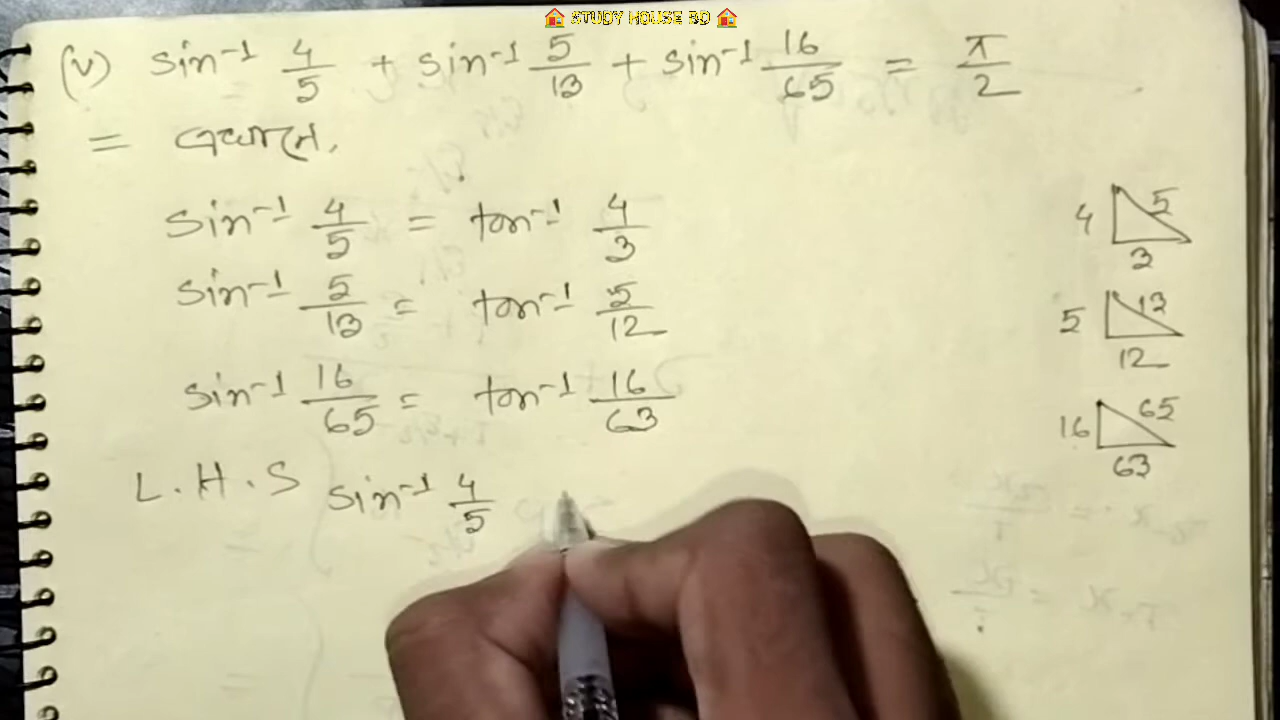 🏠 STUDY HOUSE BD 🏠
(v) sin⁻¹ 4/5 + sin⁻¹ 5/13 + sin⁻¹ 16/65 = π/2
= এখানে,
sin⁻¹ 4/5 = tan⁻¹ 4/3
4 5 3
sin⁻¹ 5/13 = tan⁻¹ 5/12
5 13 12
sin⁻¹ 16/65 = tan⁻¹ 16/63
16 65 63
L.H.S sin⁻¹ 4/5